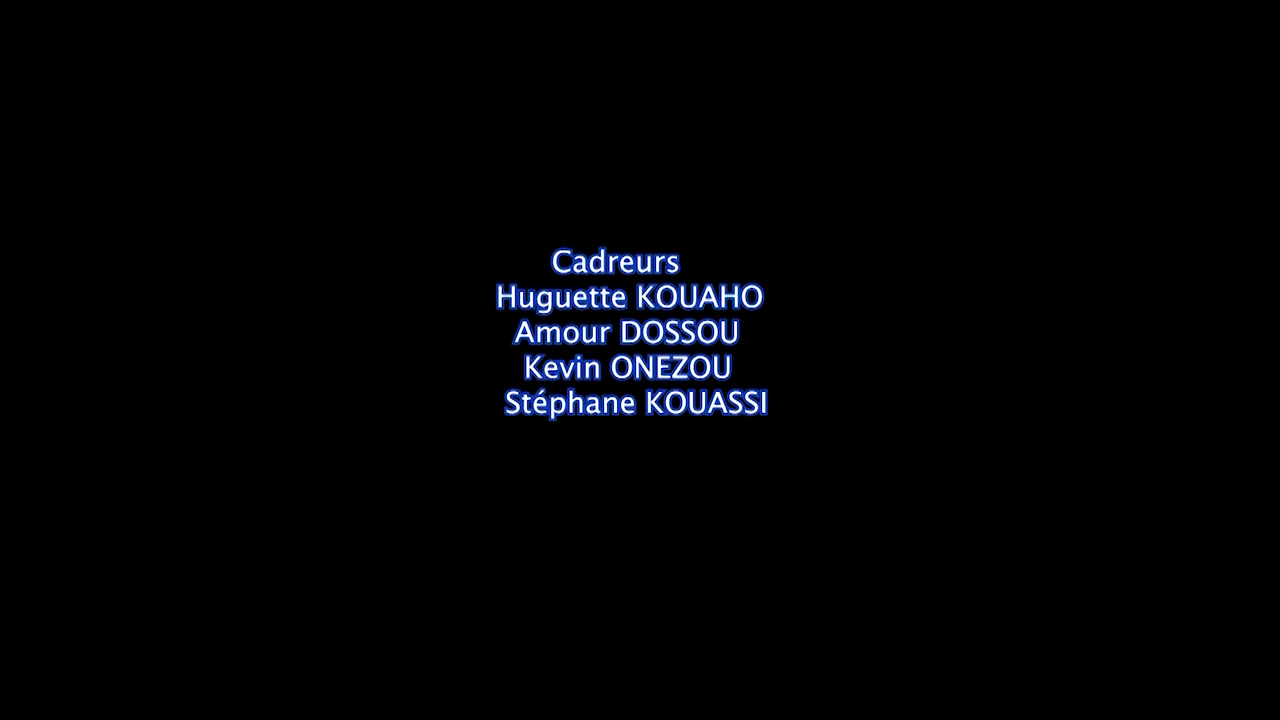 Cadreurs
Huguette KOUAHO
Amour DOSSOU
Kevin ONEZOU
Stéphane KOUASSI